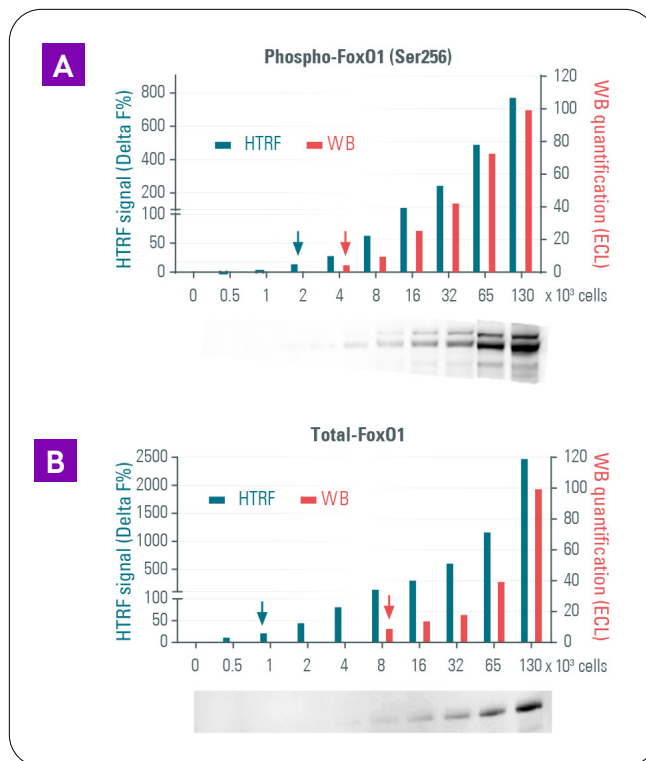 A
Phospho-FoxO1 (Ser256)
HTRF signal (Delta F%)
800
600
400
200
100
50
0
HTRF
WB
120
100
80
60
40
20
0
WB quantification (ECL)
0 0.5 1 2 4 8 16 32 65 130 x 10³ cells
B
Total-FoxO1
HTRF signal (Delta F%)
2500
2000
1500
1000
500
100
50
0
HTRF
WB
120
100
80
60
40
20
0
WB quantification (ECL)
0 0.5 1 2 4 8 16 32 65 130 x 10³ cells